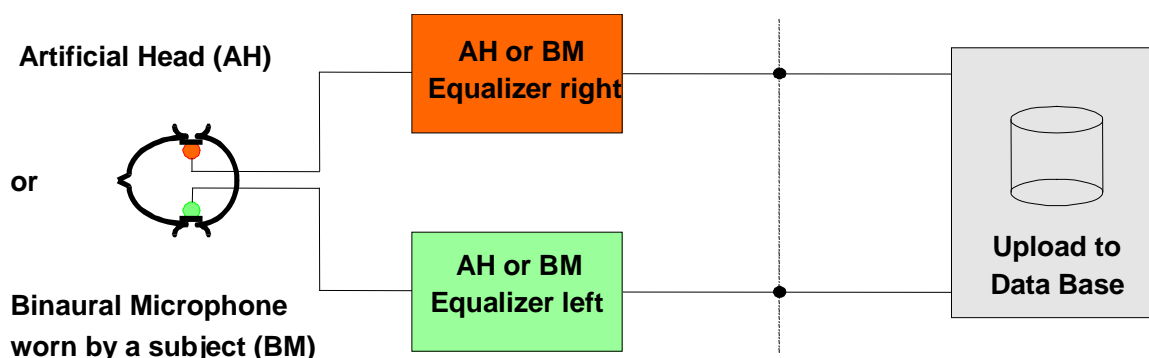 Artificial Head (AH)
or
Binaural Microphone
worn by a subject (BM)
AH or BM
Equalizer right
AH or BM
Equalizer left
Upload to
Data Base